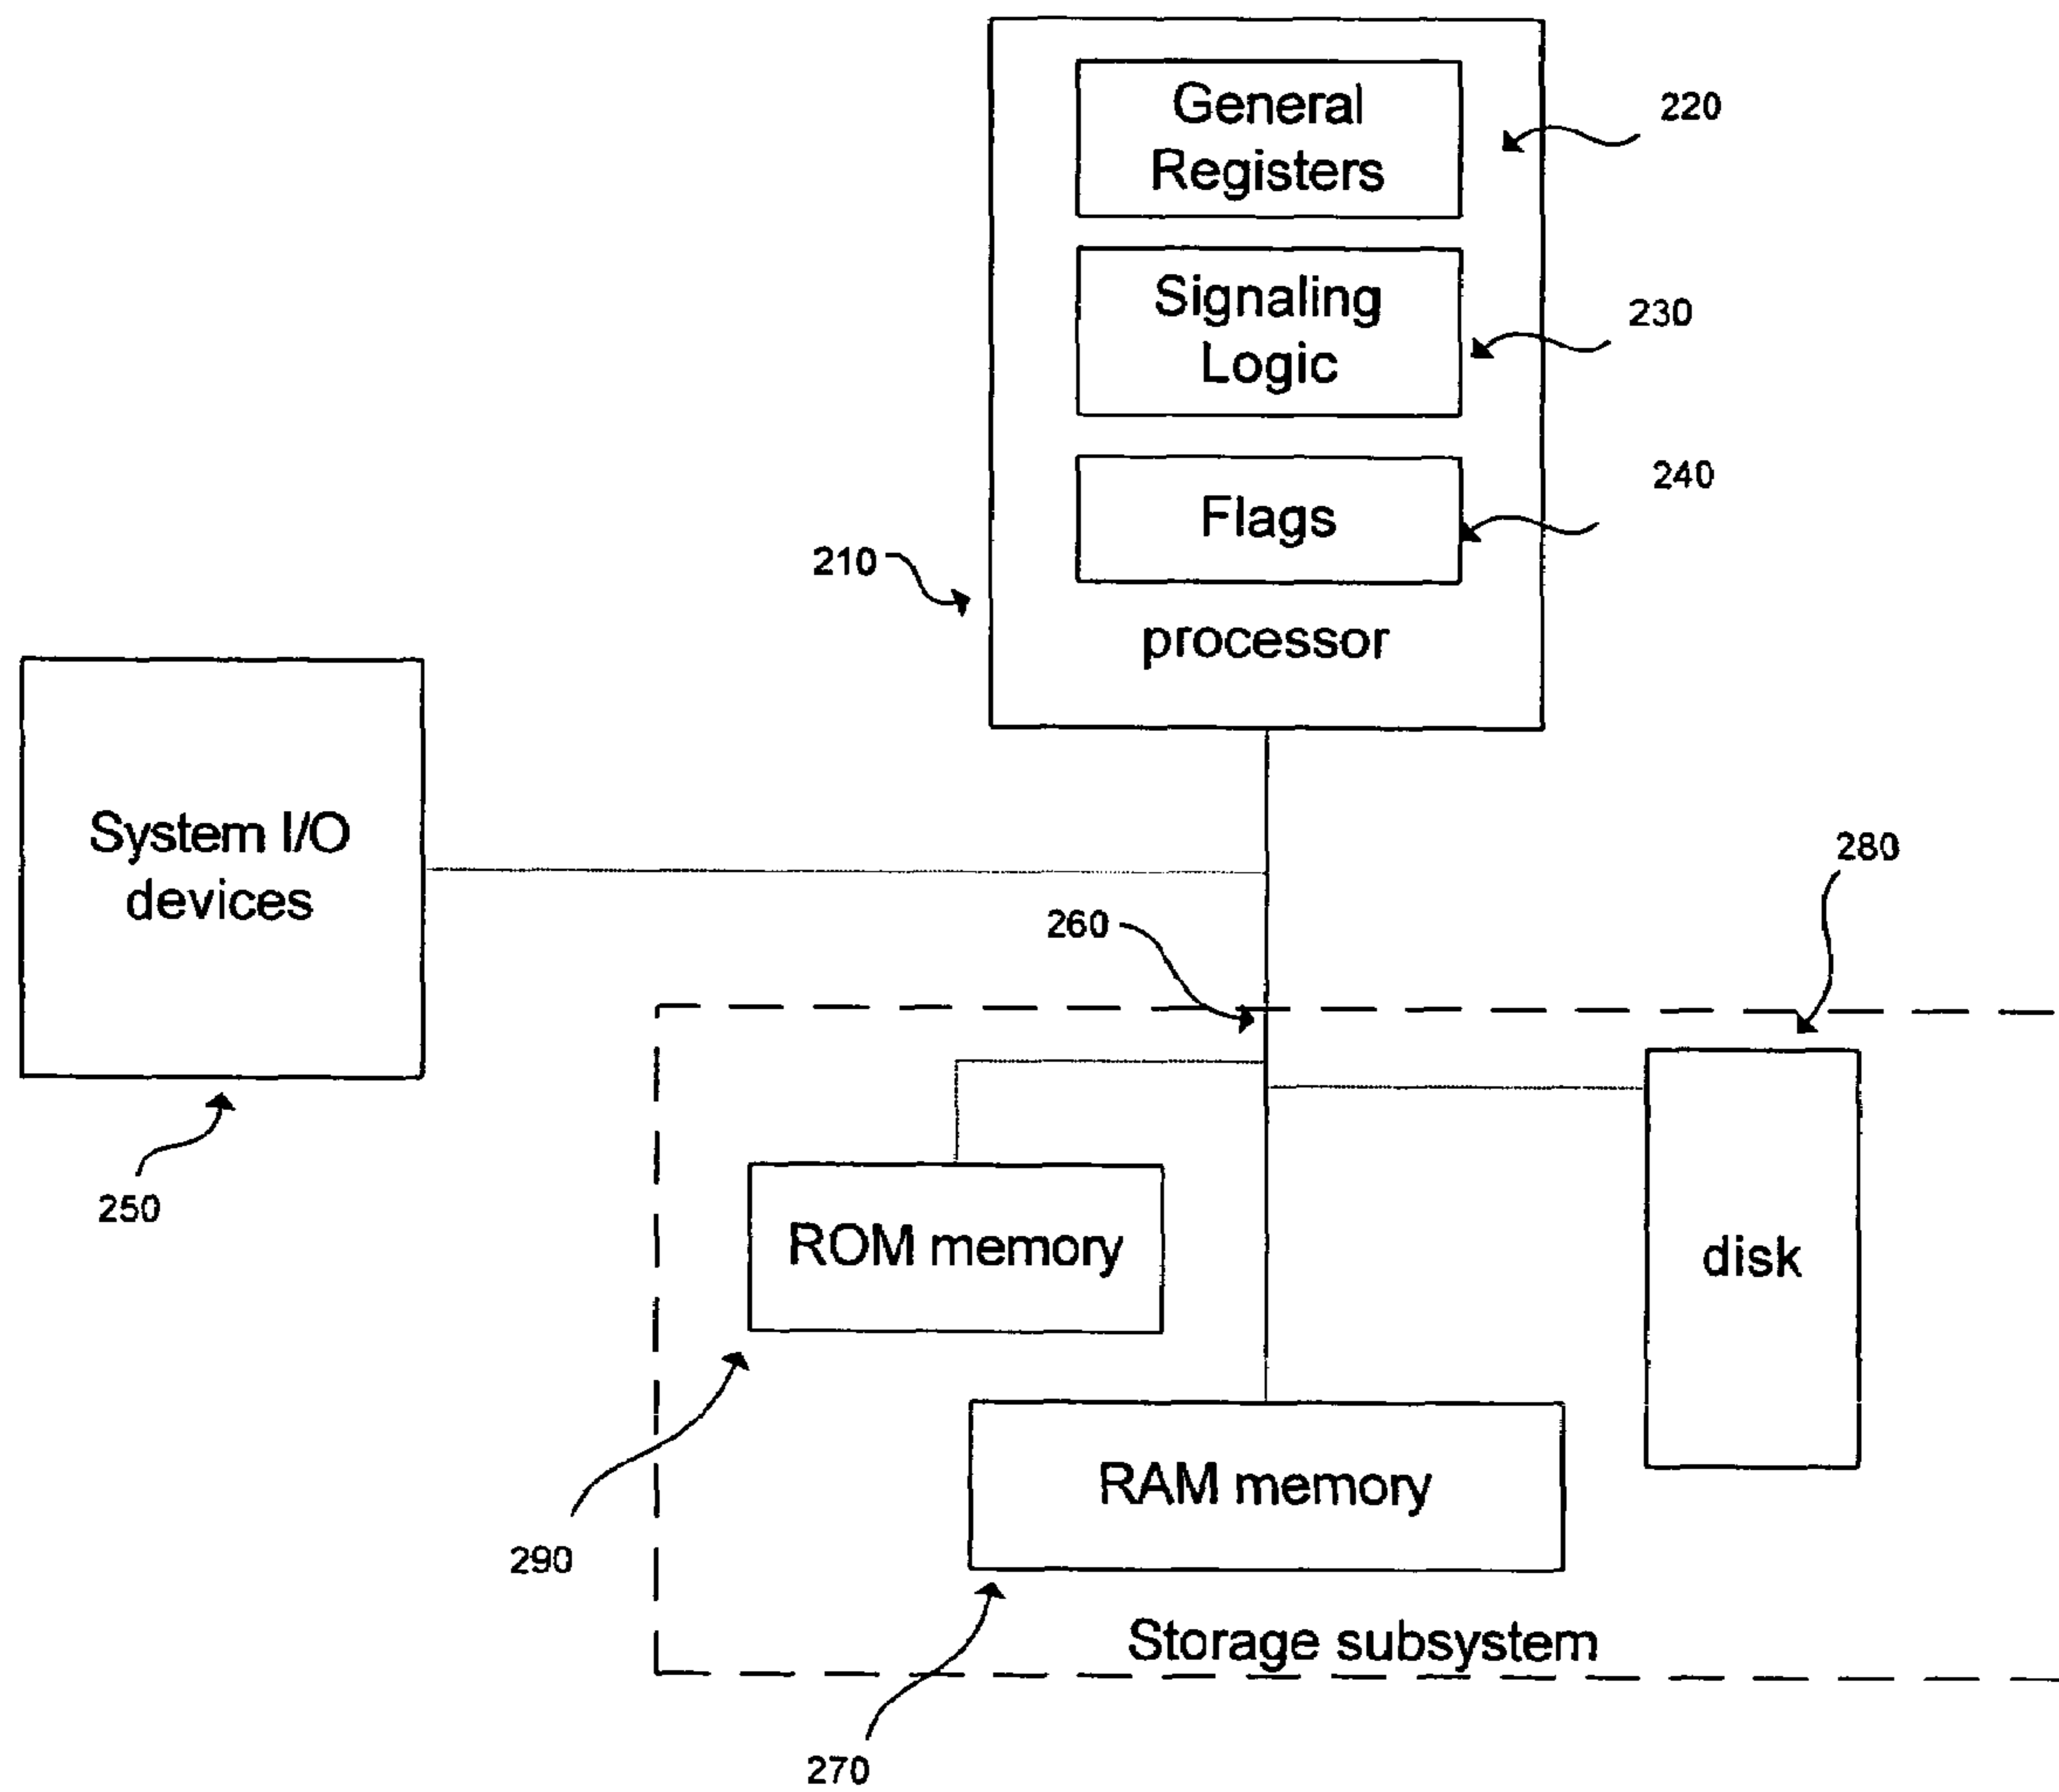 General
Registers
220
Signaling
Logic
230
Flags
240
210
processor
System I/O
devices
250
260
280
ROM memory
disk
290
RAM memory
Storage subsystem
270